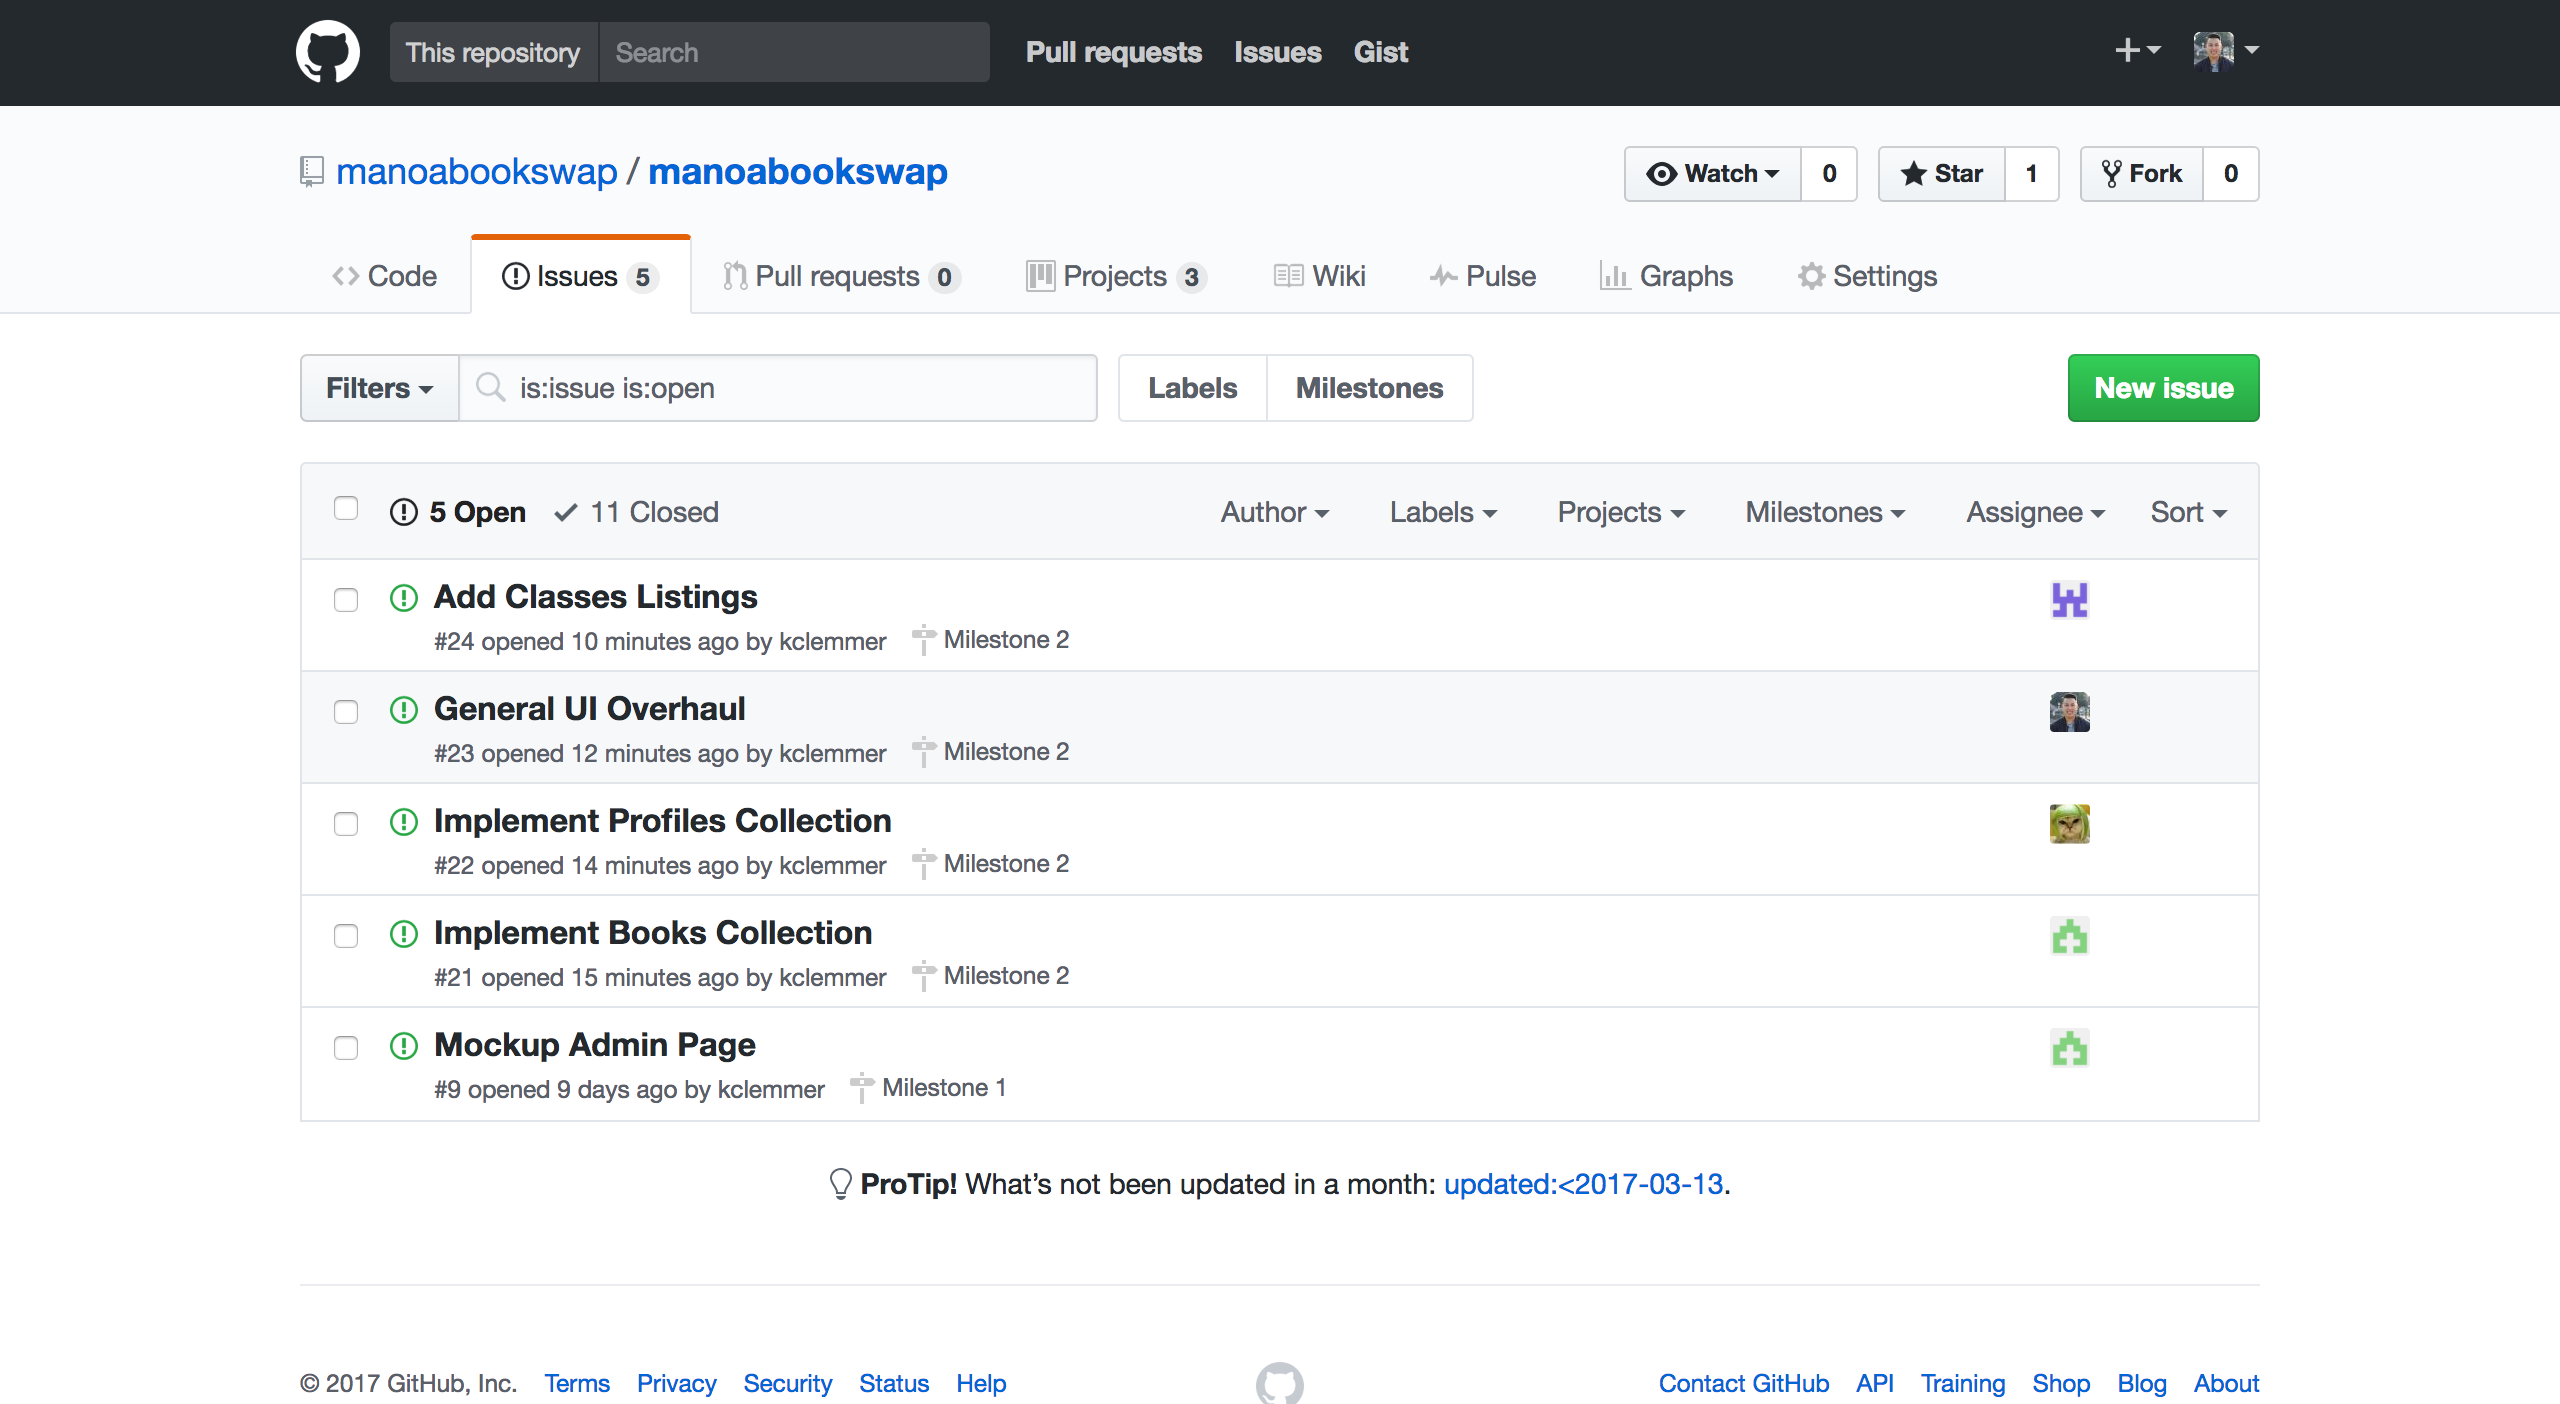 This repository Search Pull requests Issues Gist
manoabookswap / manoabookswap Watch 0 Star 1 Fork 0
Code Issues 5 Pull requests 0 Projects 3 Wiki Pulse Graphs Settings
Filters is:issue is:open Labels Milestones New issue
5 Open 11 Closed Author Labels Projects Milestones Assignee Sort
Add Classes Listings
#24 opened 10 minutes ago by kclemmer Milestone 2
General UI Overhaul
#23 opened 12 minutes ago by kclemmer Milestone 2
Implement Profiles Collection
#22 opened 14 minutes ago by kclemmer Milestone 2
Implement Books Collection
#21 opened 15 minutes ago by kclemmer Milestone 2
Mockup Admin Page
#9 opened 9 days ago by kclemmer Milestone 1
ProTip! What’s not been updated in a month: updated:<2017-03-13.
© 2017 GitHub, Inc. Terms Privacy Security Status Help Contact GitHub API Training Shop Blog About